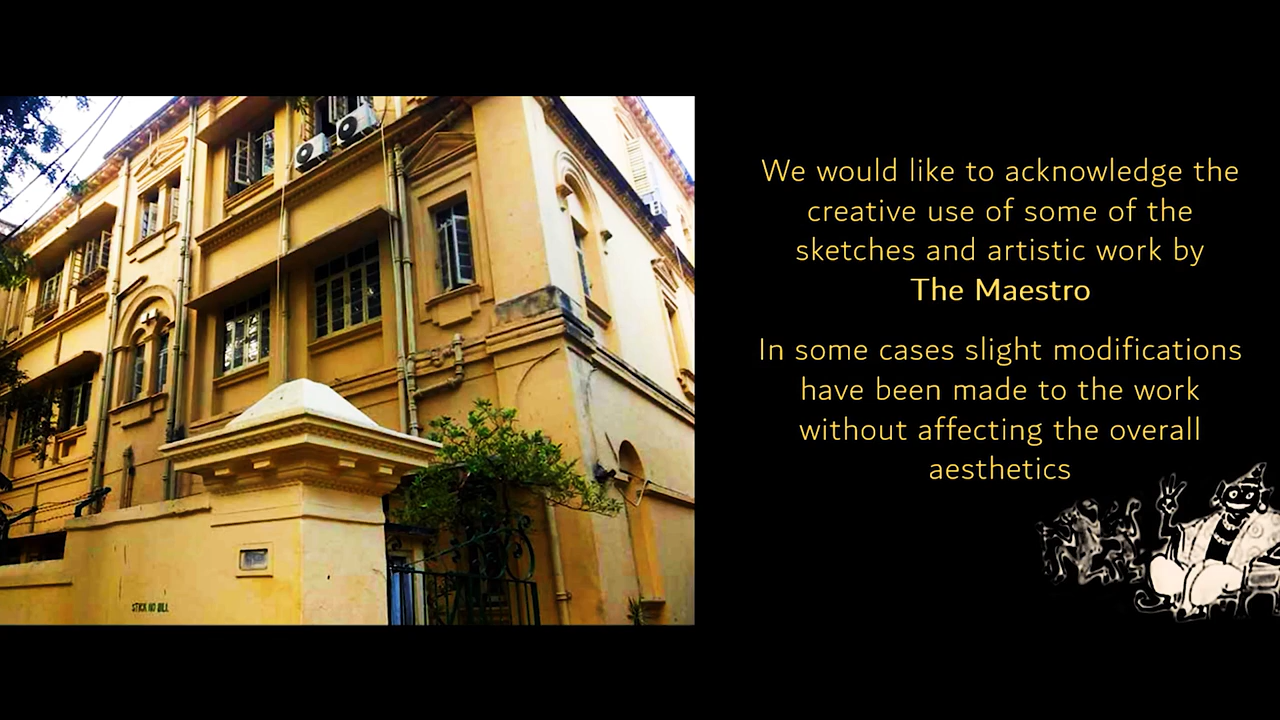 We would like to acknowledge the
creative use of some of the
sketches and artistic work by
The Maestro
In some cases slight modifications
have been made to the work
without affecting the overall
aesthetics
STICK NO BILL